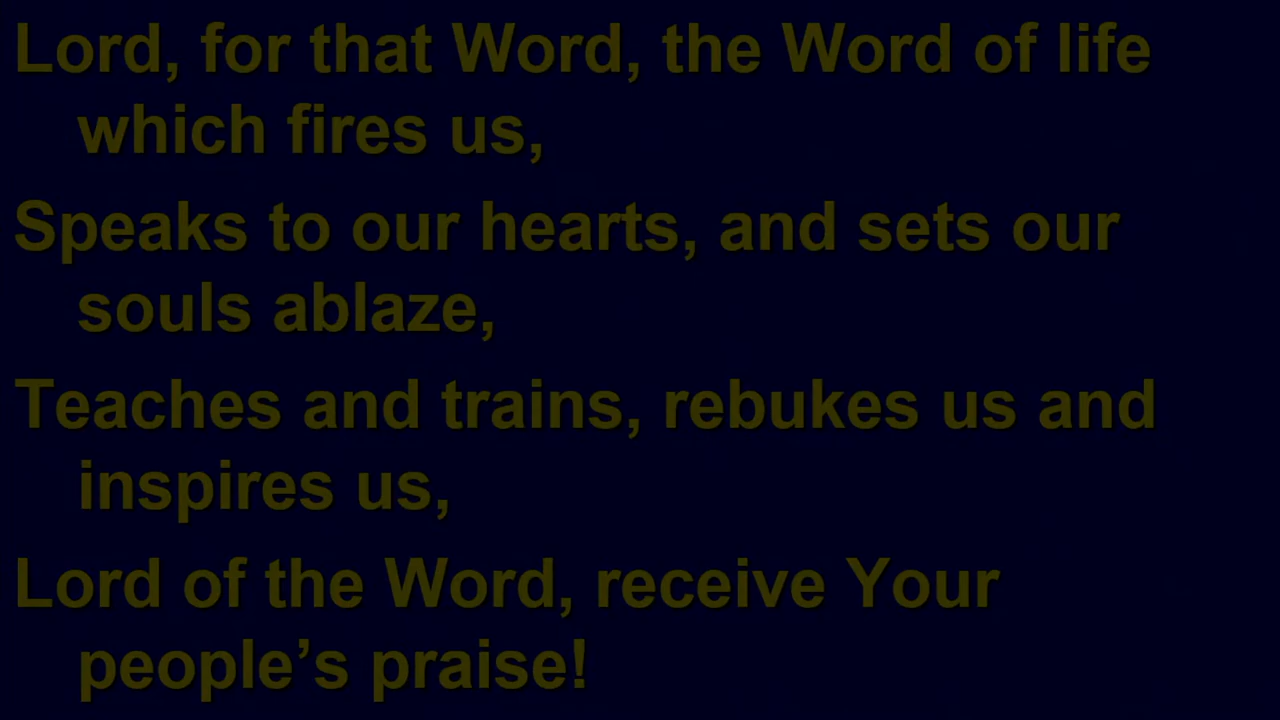 Lord, for that Word, the Word of life
which fires us,
Speaks to our hearts, and sets our
souls ablaze,
Teaches and trains, rebukes us and
inspires us,
Lord of the Word, receive Your
people’s praise!